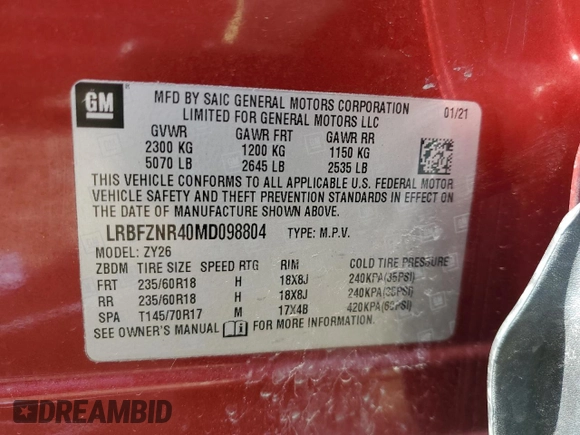 GM
MFD BY SAIC GENERAL MOTORS CORPORATION
LIMITED FOR GENERAL MOTORS LLC
01/21
GVWR GAWR FRT GAWR RR
2300 KG 1200 KG 1150 KG
5070 LB 2645 LB 2535 LB
THIS VEHICLE CONFORMS TO ALL APPLICABLE U.S. FEDERAL MOTOR
VEHICLE SAFETY AND THEFT PREVENTION STANDARDS IN EFFECT ON
THE DATE OF MANUFACTURE SHOWN ABOVE.
LRBFZNR40MD098804 TYPE: M.P.V.
MODEL: ZY26
ZBDM TIRE SIZE SPEED RTG RIM COLD TIRE PRESSURE
FRT 235/60R18 H 18X8J 240KPA(35PSI)
RR 235/60R18 H 18X8J 240KPA(35PSI)
SPA T145/70R17 M 17X4B 420KPA(60PSI)
SEE OWNER'S MANUAL FOR MORE INFORMATION.
DREAMBID